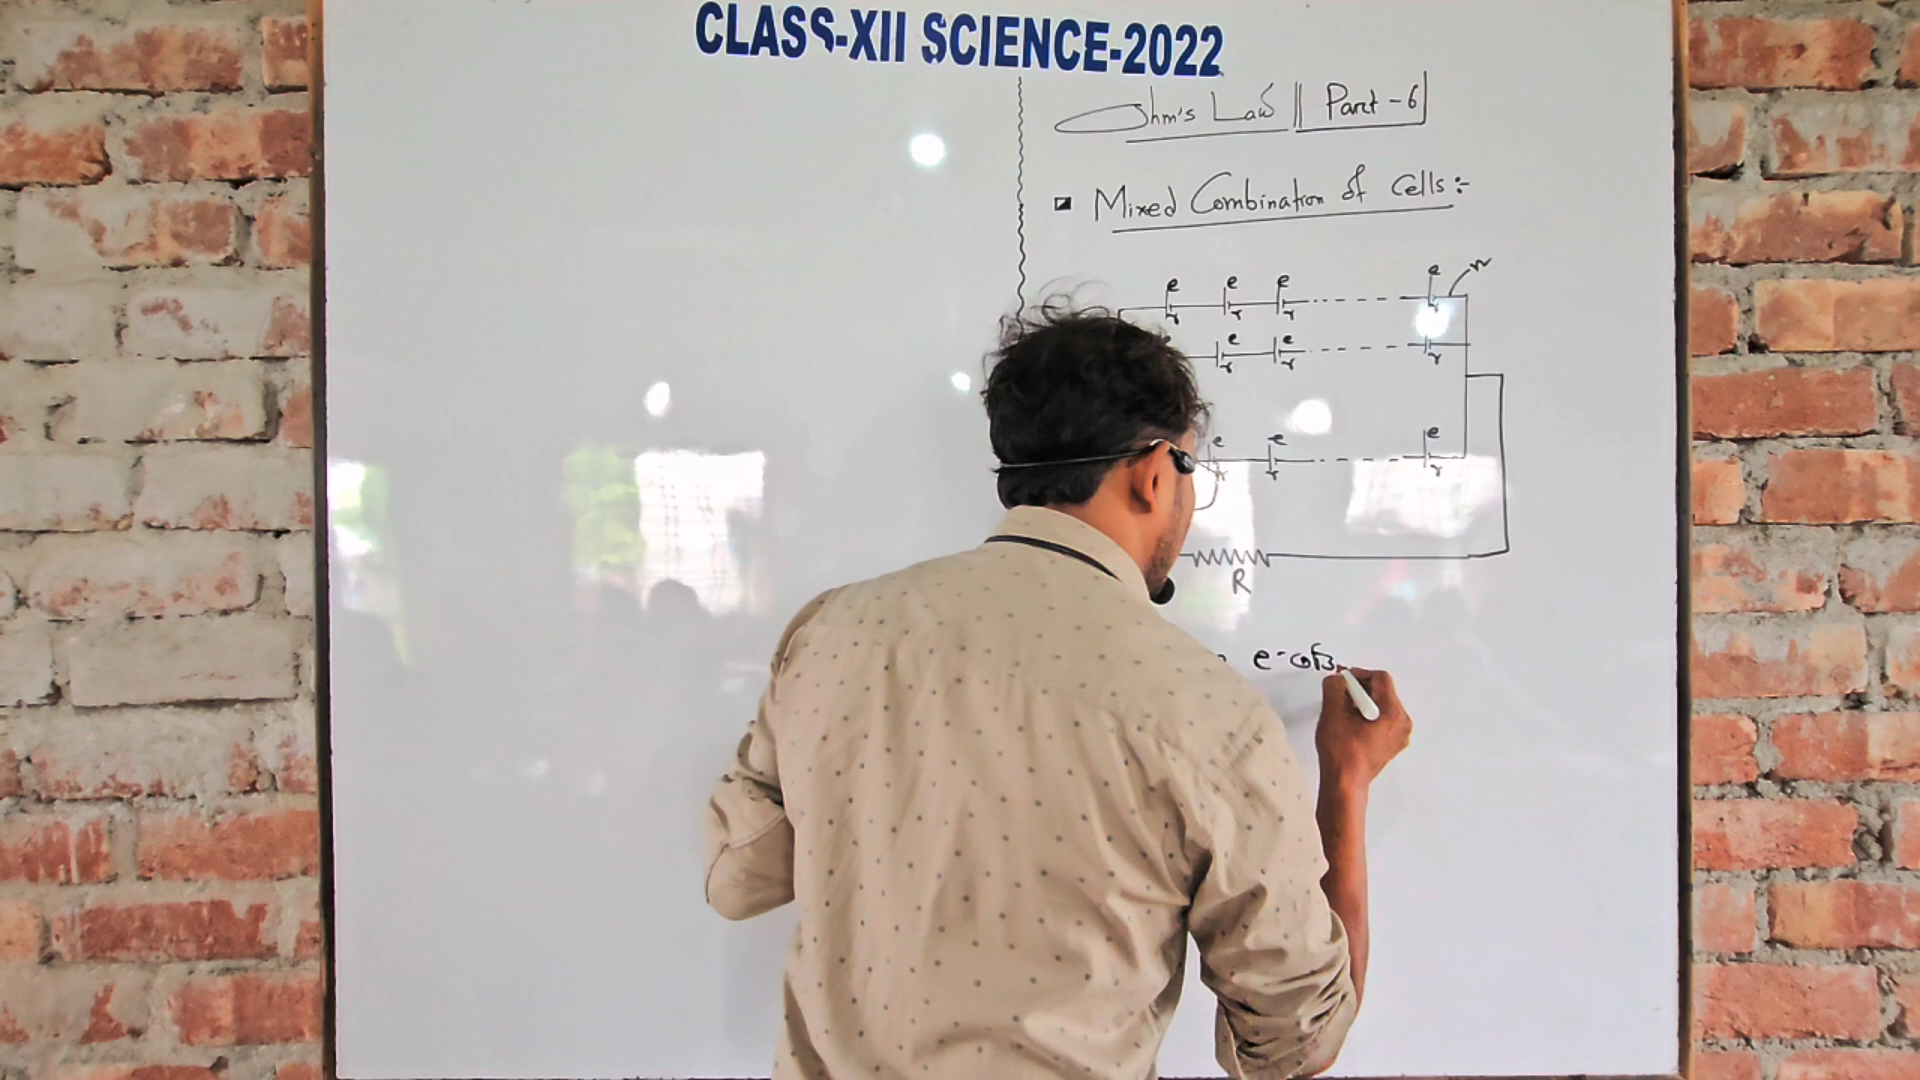 CLASS-XII SCIENCE-2022
Ohm's Law || Part-6
Mixed Combination of Cells :-
e e e e n
r r r r
e e
r r r
e e e
r r r
R